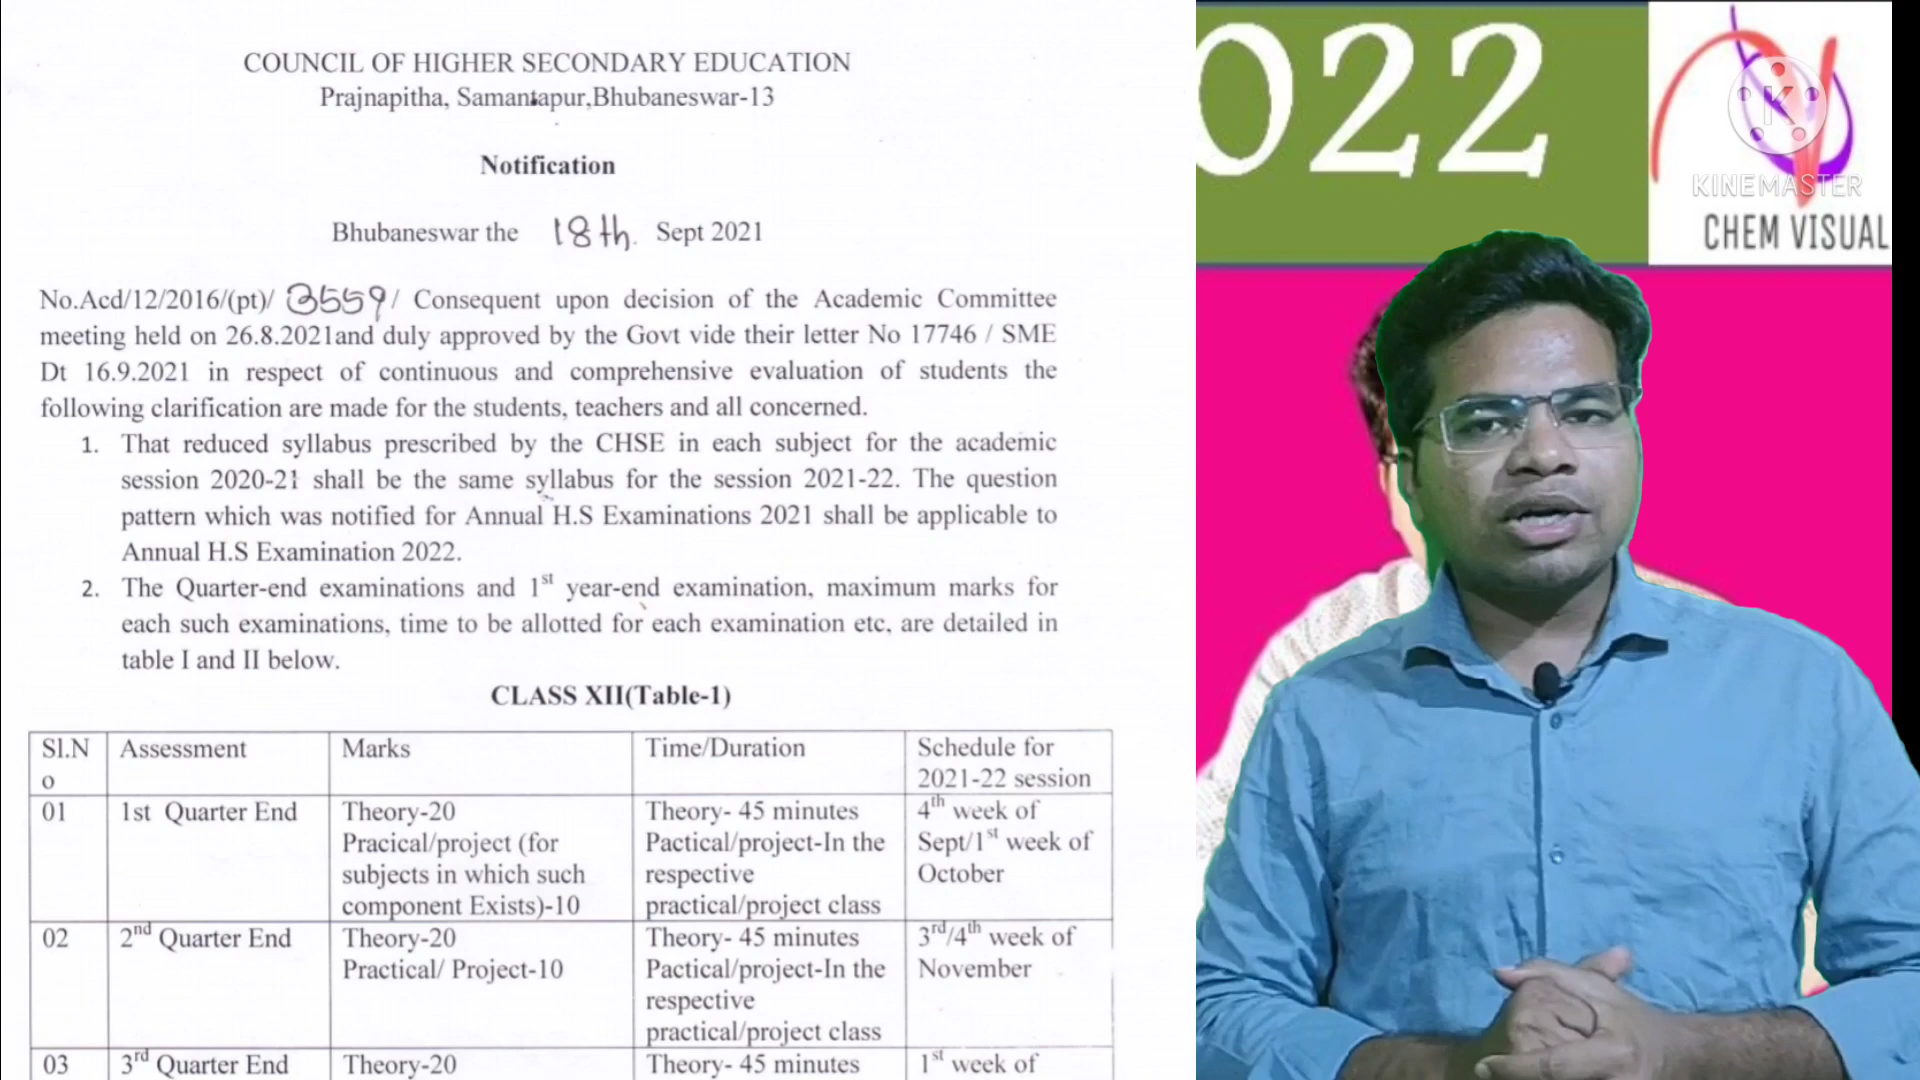 COUNCIL OF HIGHER SECONDARY EDUCATION
Prajnapitha, Samantapur,Bhubaneswar-13
Notification
Bhubaneswar the 18th. Sept 2021
No.Acd/12/2016/(pt)/ 3559/ Consequent upon decision of the Academic Committee
meeting held on 26.8.2021and duly approved by the Govt vide their letter No 17746 / SME
Dt 16.9.2021 in respect of continuous and comprehensive evaluation of students the
following clarification are made for the students, teachers and all concerned.
1. That reduced syllabus prescribed by the CHSE in each subject for the academic
session 2020-21 shall be the same syllabus for the session 2021-22. The question
pattern which was notified for Annual H.S Examinations 2021 shall be applicable to
Annual H.S Examination 2022.
2. The Quarter-end examinations and 1st year-end examination, maximum marks for
each such examinations, time to be allotted for each examination etc, are detailed in
table I and II below.
CLASS XII(Table-1)
Sl.N
o
Assessment
Marks
Time/Duration
Schedule for
2021-22 session
01
1st Quarter End
Theory-20
Pracical/project (for
subjects in which such
component Exists)-10
Theory- 45 minutes
Pactical/project-In the
respective
practical/project class
4th week of
Sept/1st week of
October
02
2nd Quarter End
Theory-20
Practical/ Project-10
Theory- 45 minutes
Pactical/project-In the
respective
practical/project class
3rd/4th week of
November
03
3rd Quarter End
Theory-20
Theory- 45 minutes
1st week of
022
KINEMASTER
CHEM VISUAL